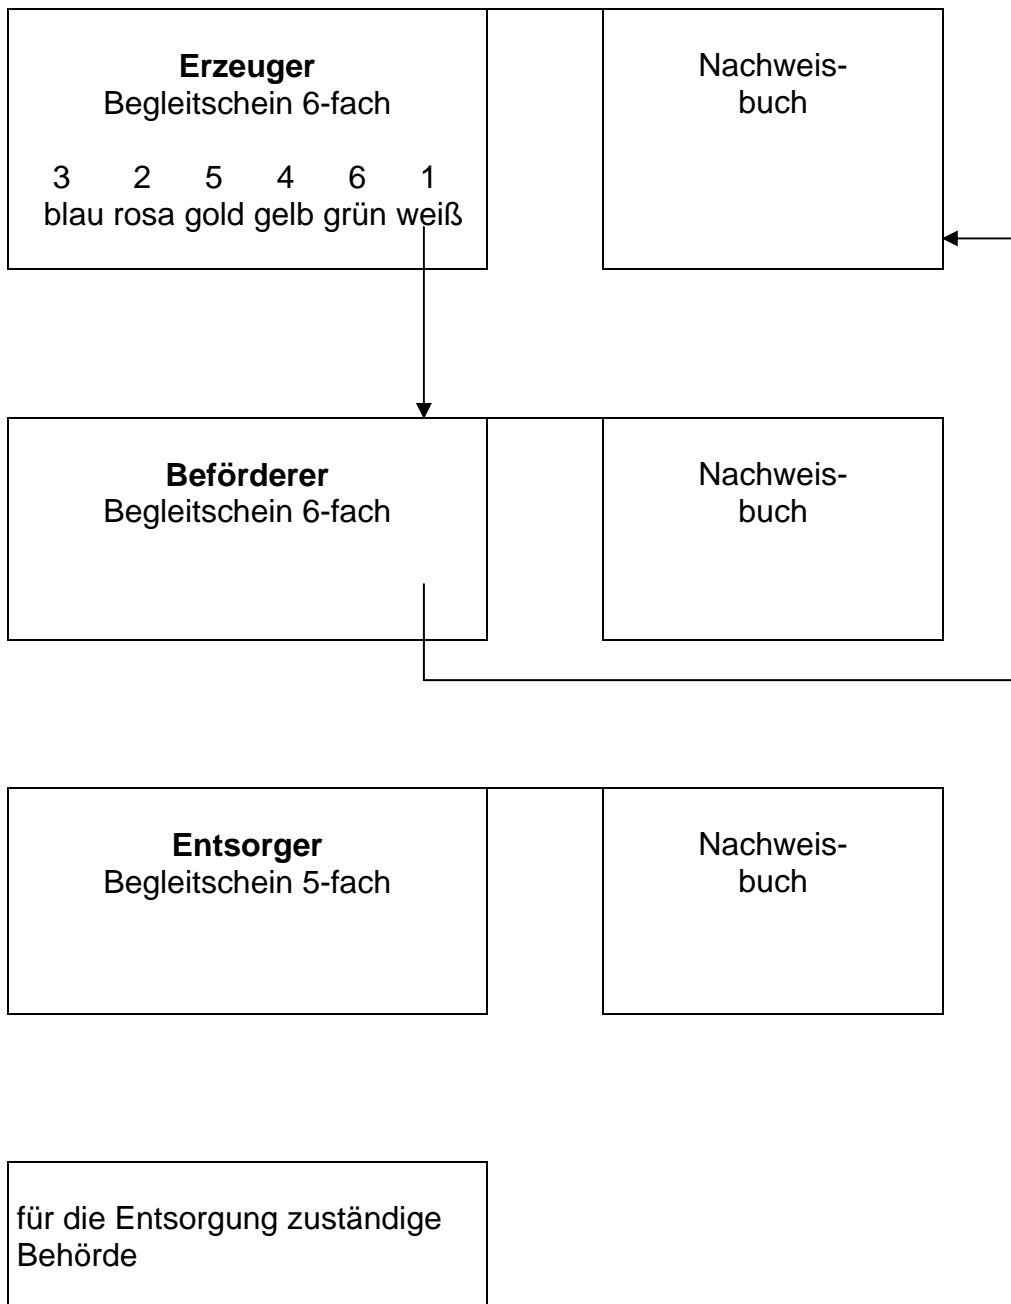 Erzeuger
Begleitschein 6-fach
3 2 5 4 6 1
blau rosa gold gelb grün weiß
Nachweis-
buch
Beförderer
Begleitschein 6-fach
Nachweis-
buch
Entsorger
Begleitschein 5-fach
Nachweis-
buch
für die Entsorgung zuständige
Behörde